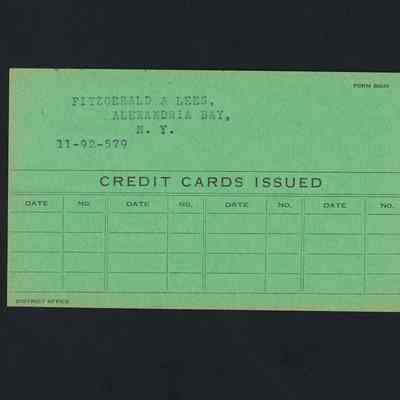 FORM
FITZGERALD & LEES,
ALEXANDRIA BAY,
N. Y.
11-92-579
CREDIT CARDS ISSUED
DATE NO. DATE NO. DATE NO. DATE NO.
DISTRICT OFFICE